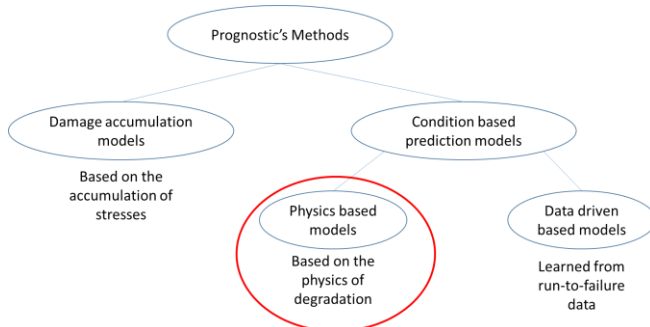 Prognostic's Methods
Damage accumulation
models
Based on the
accumulation of
stresses
Condition based
prediction models
Physics based
models
Based on the
physics of
degradation
Data driven
based models
Learned from
run-to-failure
data